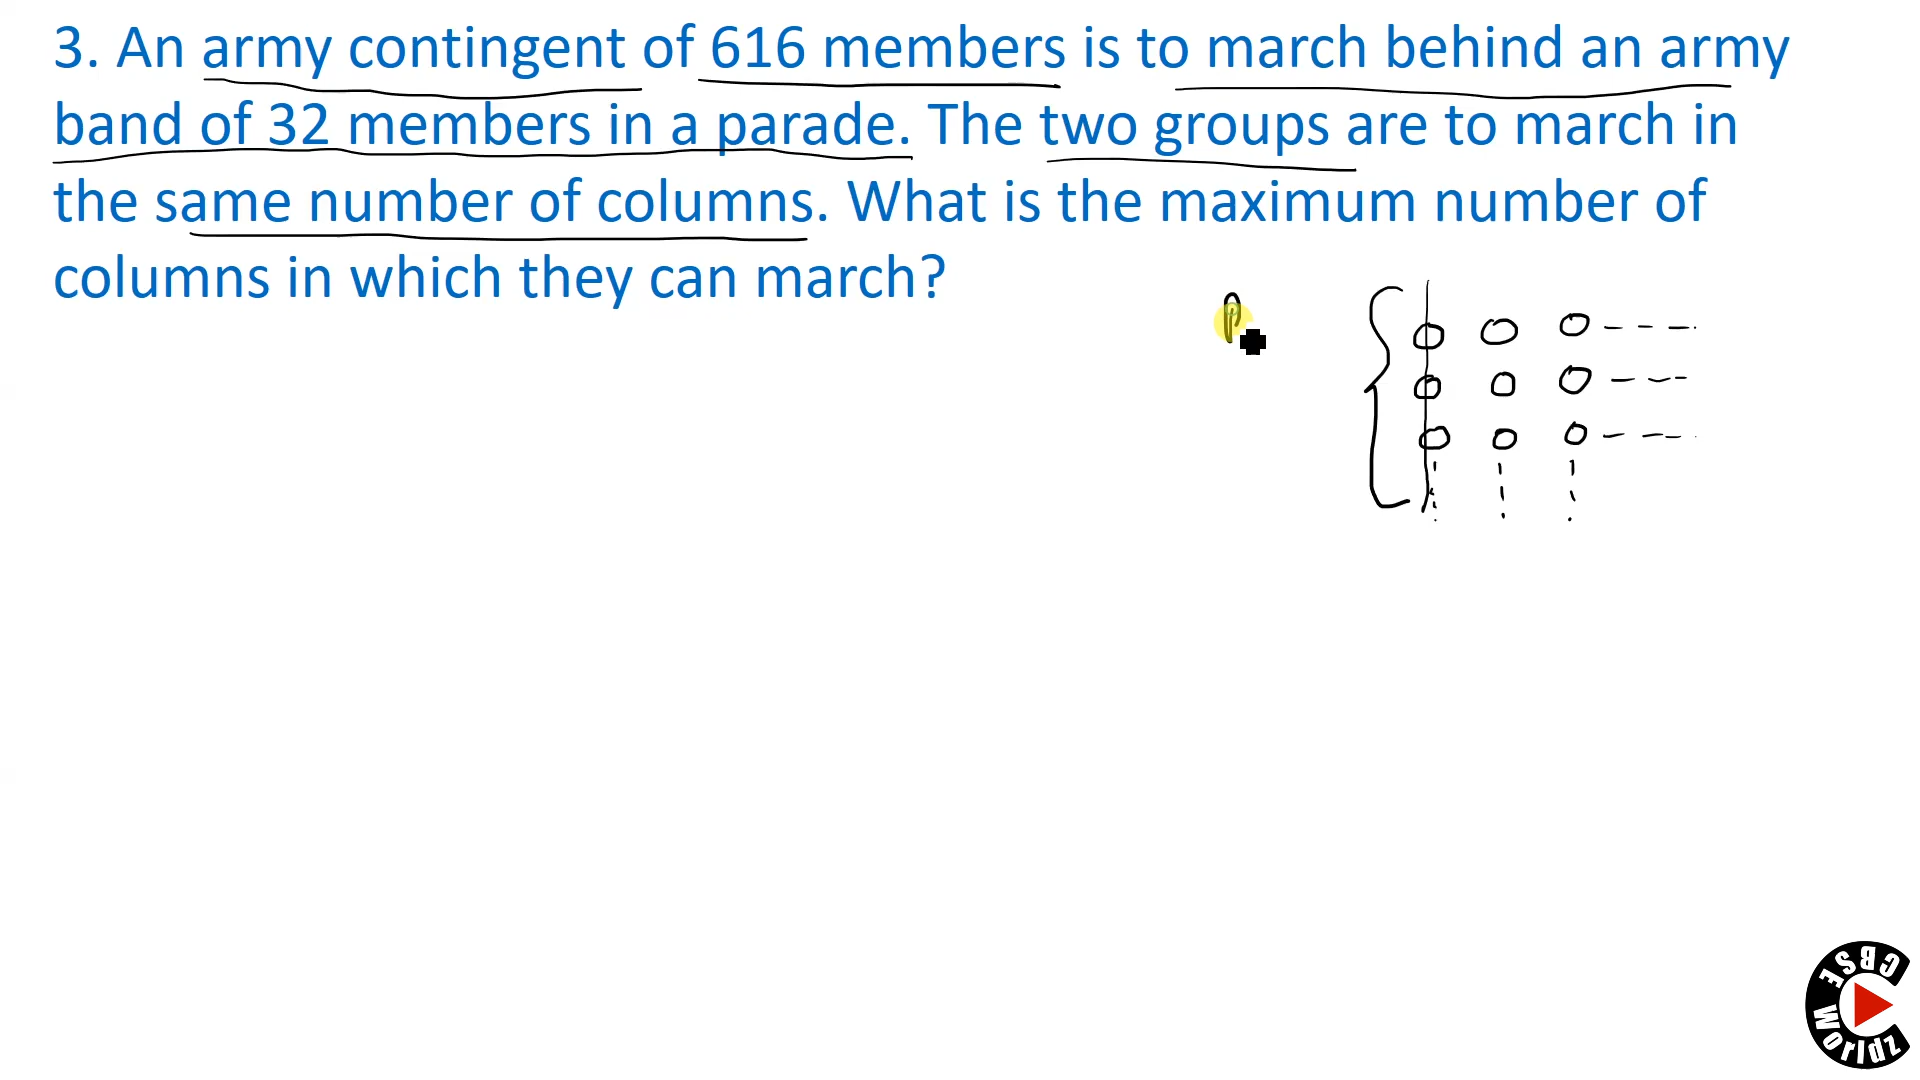 3. An army contingent of 616 members is to march behind an army
band of 32 members in a parade. The two groups are to march in
the same number of columns. What is the maximum number of
columns in which they can march?
CBSE Worldz